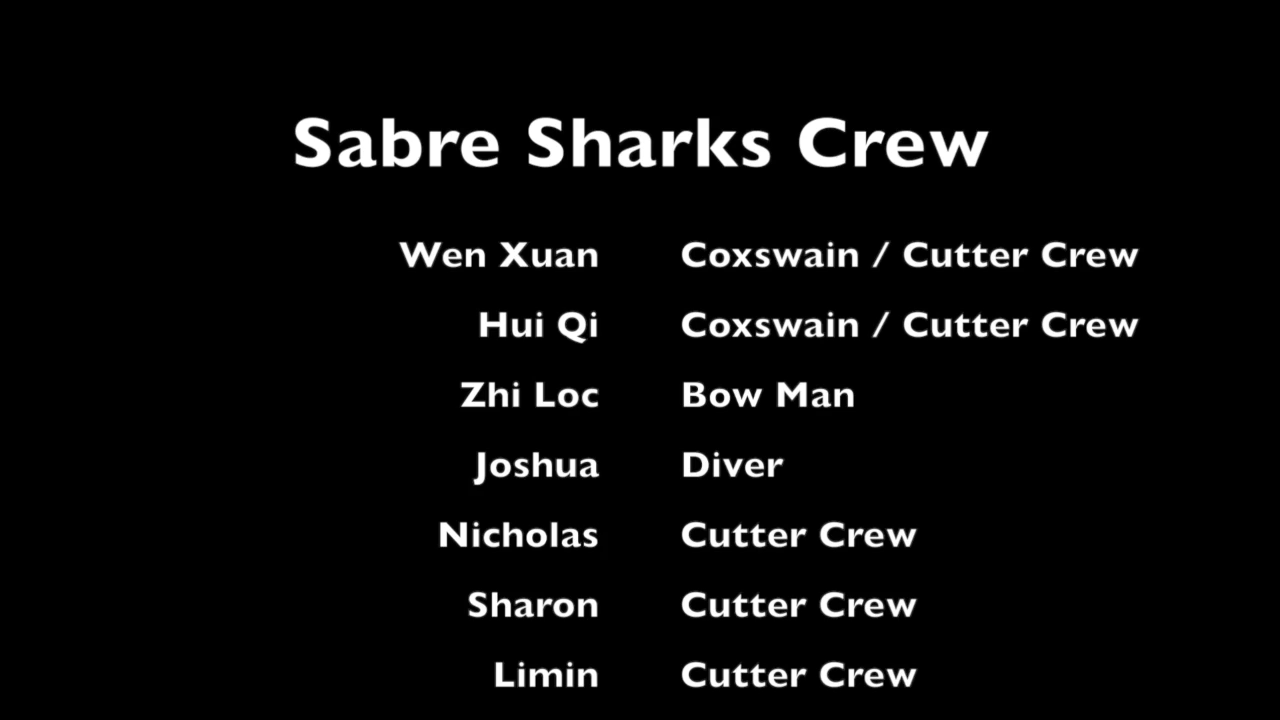 Sabre Sharks Crew
Wen Xuan Coxswain / Cutter Crew
Hui Qi Coxswain / Cutter Crew
Zhi Loc Bow Man
Joshua Diver
Nicholas Cutter Crew
Sharon Cutter Crew
Limin Cutter Crew